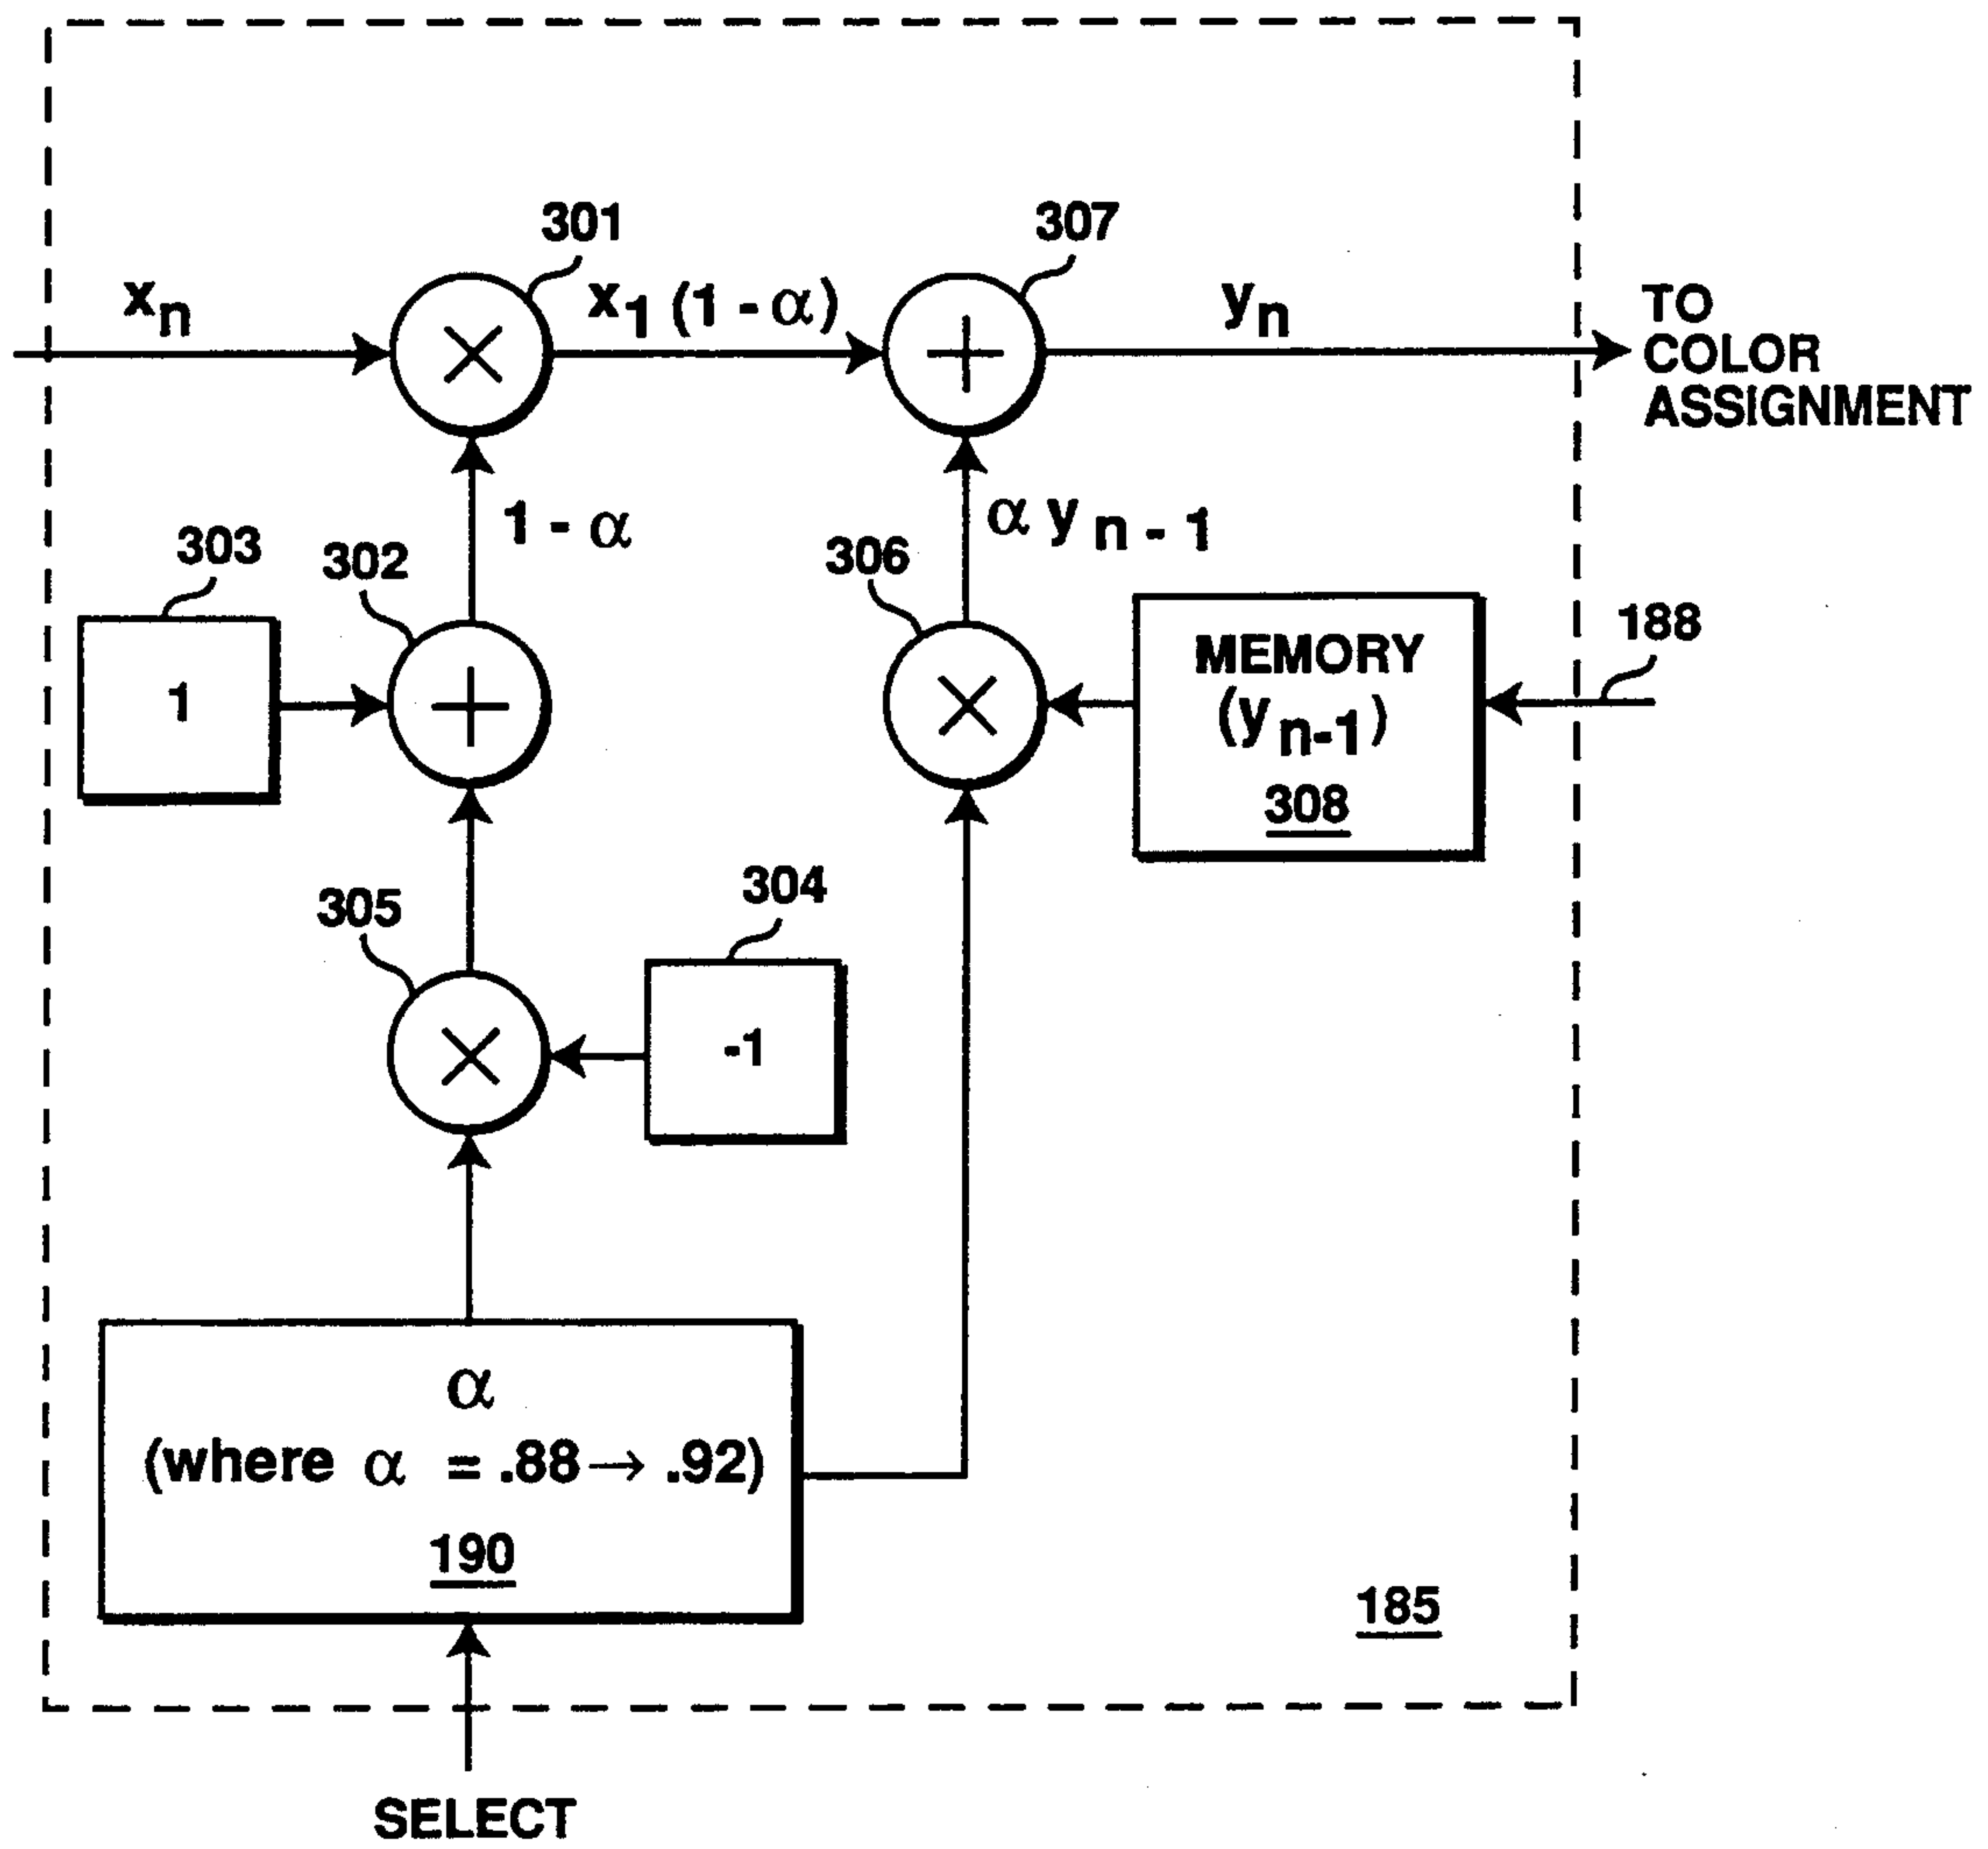 301
307
xn
x1 (1 - α)
yn
TO
COLOR
ASSIGNMENT
1 - α
α y n - 1
303
302
306
188
1
MEMORY
(y n-1)
308
305
304
-1
α
(where α = .88 → .92)
190
185
SELECT